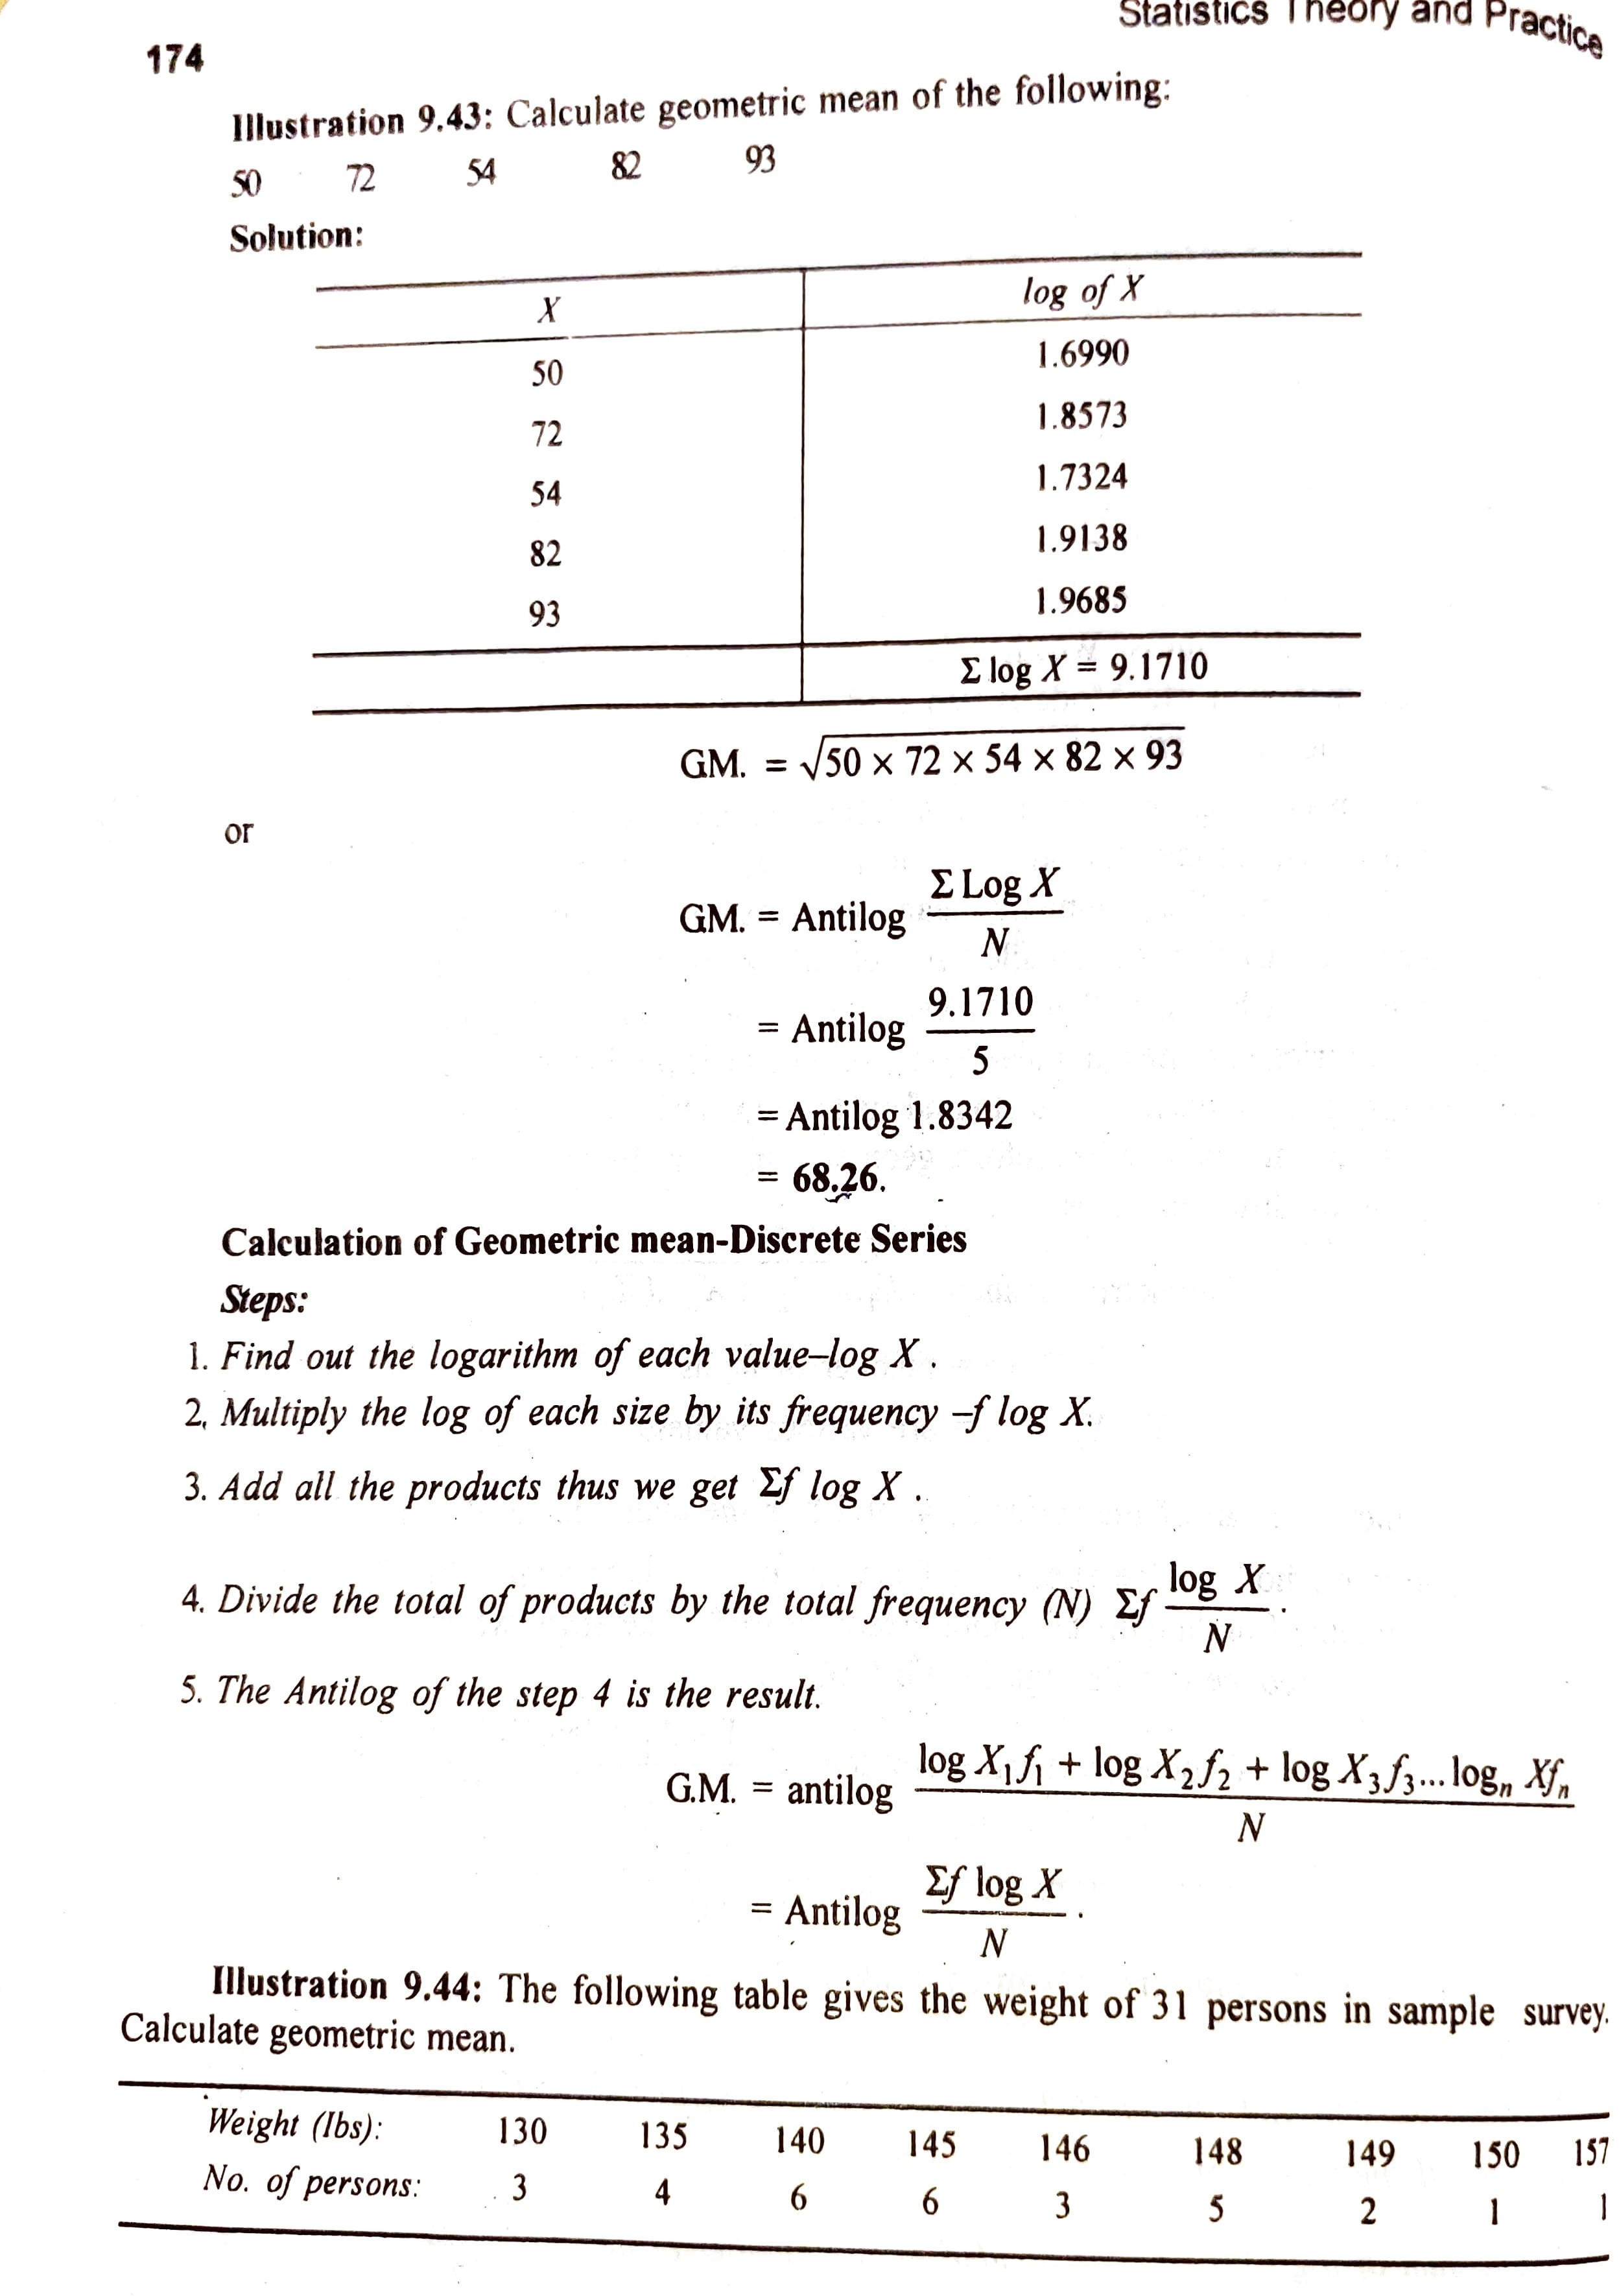 Statistics Theory and Practice
174
Illustration 9.43: Calculate geometric mean of the following:
50 72 54 82 93
Solution:
X log of X
50 1.6990
72 1.8573
54 1.7324
82 1.9138
93 1.9685
Σ log X = 9.1710
GM. = √50 × 72 × 54 × 82 × 93
or
GM. = Antilog Σ Log X / N
= Antilog 9.1710 / 5
= Antilog 1.8342
= 68.26.
Calculation of Geometric mean-Discrete Series
Steps:
1. Find out the logarithm of each value–log X .
2, Multiply the log of each size by its frequency –f log X.
3. Add all the products thus we get Σf log X .
4. Divide the total of products by the total frequency (N) Σf log X / N .
5. The Antilog of the step 4 is the result.
G.M. = antilog log X₁f₁ + log X₂f₂ + log X₃f₃... logₙ Xfₙ / N
= Antilog Σf log X / N .
Illustration 9.44: The following table gives the weight of 31 persons in sample survey.
Calculate geometric mean.
Weight (Ibs): 130 135 140 145 146 148 149 150 157
No. of persons: 3 4 6 6 3 5 2 1 1